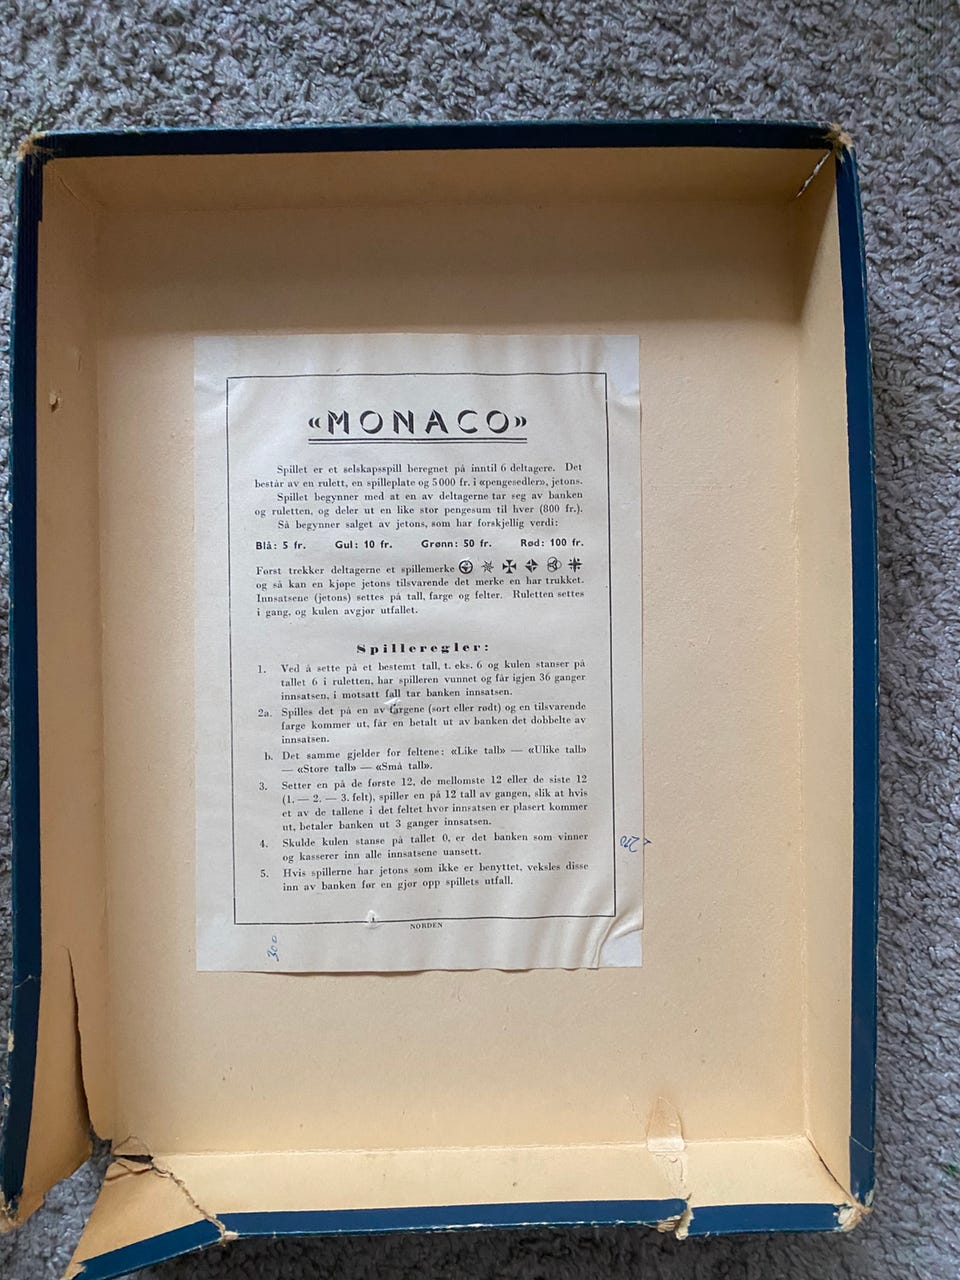 «MONACO»
Spillet er et selskapsspill beregnet på inntil 6 deltagere. Det
består av en rulett, en spilleplate og 5000 fr. i «pengesedler», jetons.
Spillet begynner med at en av deltagerne tar seg av banken
og ruletten, og deler ut en like stor pengesum til hver (800 fr.).
Så begynner salget av jetons, som har forskjellig verdi:
Blå: 5 fr. Gul: 10 fr. Grønn: 50 fr. Rød: 100 fr.
Først trekker deltagerne et spillemerke
og så kan en kjøpe jetons tilsvarende det merke en har trukket.
Innsatsene (jetons) settes på tall, farge og felter. Ruletten settes
i gang, og kulen avgjør utfallet.
Spilleregler:
1. Ved å sette på et bestemt tall, t. eks. 6 og kulen stanser på
tallet 6 i ruletten, har spilleren vunnet og får igjen 36 ganger
innsatsen, i motsatt fall tar banken innsatsen.
2a. Spilles det på en av fargene (sort eller rødt) og en tilsvarende
farge kommer ut, får en betalt ut av banken det dobbelte av
innsatsen.
b. Det samme gjelder for feltene: «Like tall» — «Ulike tall»
— «Store tall» — «Små tall».
3. Setter en på de første 12, de mellomste 12 eller de siste 12
(1. — 2. — 3. felt), spiller en på 12 tall av gangen, slik at hvis
et av de tallene i det feltet hvor innsatsen er plasert kommer
ut, betaler banken ut 3 ganger innsatsen.
4. Skulde kulen stanse på tallet 0, er det banken som vinner
og kasserer inn alle innsatsene uansett.
5. Hvis spillerne har jetons som ikke er benyttet, veksles disse
inn av banken før en gjør opp spillets utfall.
NORDEN
300